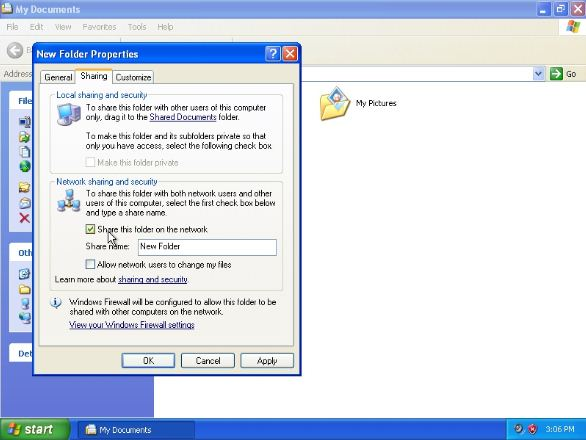 My Documents
File Edit View Favorites Tools Help
Address
Go
New Folder Properties
General Sharing Customize
Local sharing and security
To share this folder with other users of this computer
only, drag it to the Shared Documents folder.
To make this folder and its subfolders private so that
only you have access, select the following check box.
Make this folder private
Network sharing and security
To share this folder with both network users and other
users of this computer, select the first check box below
and type a share name.
Share this folder on the network
Share name: New Folder
Allow network users to change my files
Learn more about sharing and security.
Windows Firewall will be configured to allow this folder to be
shared with other computers on the network.
View your Windows Firewall settings
OK Cancel Apply
My Pictures
File
Oth
Det
start
My Documents
3:06 PM